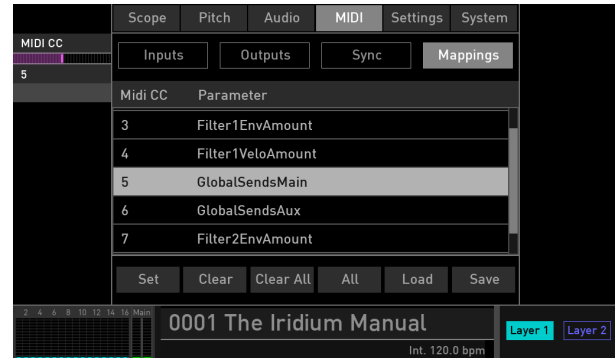 Scope Pitch Audio MIDI Settings System
MIDI CC
5
Inputs Outputs Sync Mappings
Midi CC Parameter
3 Filter1EnvAmount
4 Filter1VeloAmount
5 GlobalSendsMain
6 GlobalSendsAux
7 Filter2EnvAmount
Set Clear Clear All All Load Save
2 4 6 8 10 12 14 16 Main
0001 The Iridium Manual
Int. 120.0 bpm
Layer 1 Layer 2